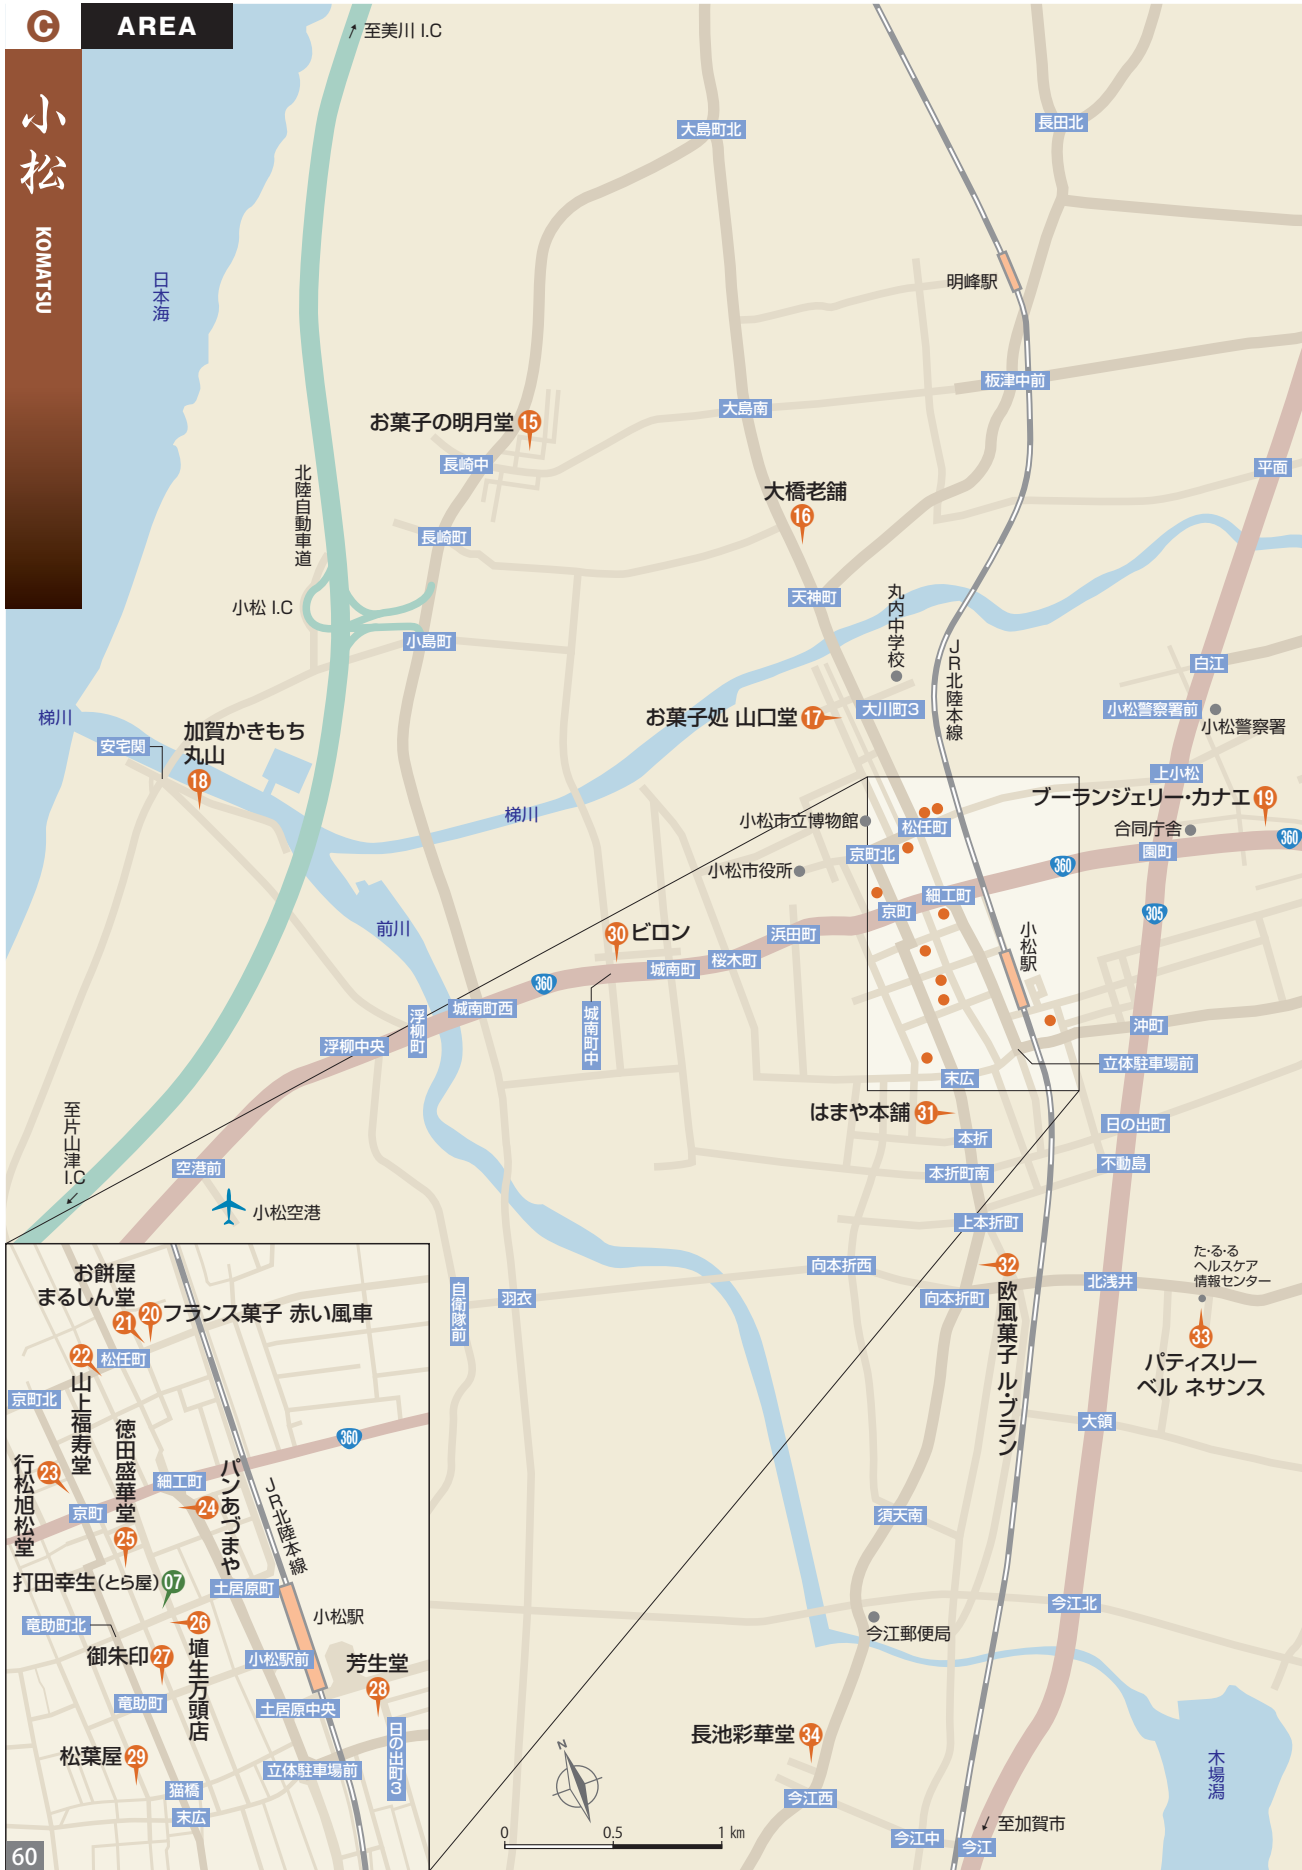 C AREA
小松
KOMATSU
至美川 I.C
大島町北
長田北
日本海
明峰駅
板津中前
大島南
お菓子の明月堂 15
長崎中
平面
北陸自動車道
大橋老舗
16
長崎町
天神町
丸内中学校
小松 I.C
小島町
JR北陸本線
白江
梯川
安宅関
加賀かきもち
丸山
18
お菓子処 山口堂 17
大川町3
小松警察署前
小松警察署
上小松
ブーランジェリー・カナエ 19
梯川
小松市立博物館
松任町
合同庁舎
360
京町北
園町
小松市役所
360
細工町
京町
305
前川
30 ビロン
浜田町
小松駅
桜木町
城南町
360
城南町西
浮柳町
城南町中
沖町
浮柳中央
立体駐車場前
末広
至片山津I.C
はまや本舗 31
日の出町
本折
不動島
空港前
本折町南
小松空港
上本折町
た・る・る
ヘルスケア
情報センター
向本折西
32
欧風菓子 ル・ブラン
北浅井
自衛隊前
羽衣
向本折町
33
パティスリー
ベル ネサンス
大領
須天南
今江北
今江郵便局
長池彩華堂 34
木場潟
今江西
N
0 0.5 1 km
今江中
今江
至加賀市
お餅屋
まるしん堂
21
20 フランス菓子 赤い風車
22
山上福寿堂
松任町
京町北
徳田盛華堂
25
360
行松旭松堂
23
細工町
パンあづまや
24
京町
JR北陸本線
打田幸生(とら屋) 07
土居原町
竜助町北
26
埴生万頭店
小松駅
御朱印 27
小松駅前
芳生堂
28
竜助町
土居原中央
日の出町3
松葉屋 29
立体駐車場前
猫橋
末広
60